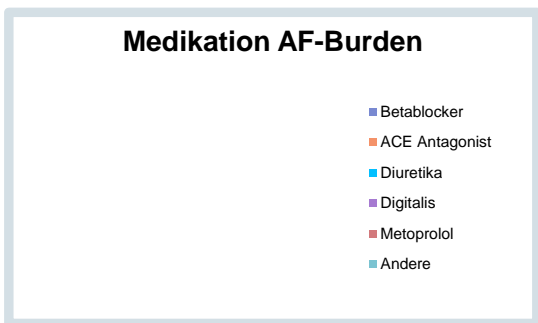 Medikation AF-Burden
Betablocker
ACE Antagonist
Diuretika
Digitalis
Metoprolol
Andere